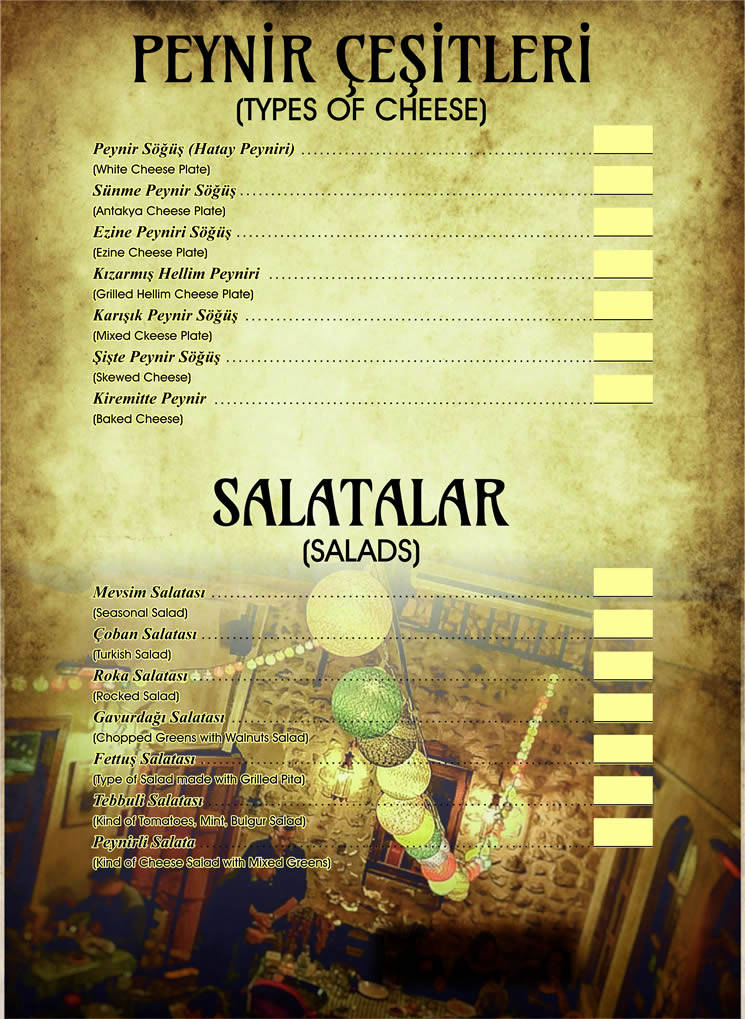 PEYNİR ÇEŞİTLERİ
(TYPES OF CHEESE)
Peynir Söğüş (Hatay Peyniri)
(White Cheese Plate)
Sünme Peynir Söğüş
(Antakya Cheese Plate)
Ezine Peyniri Söğüş
(Ezine Cheese Plate)
Kızarmış Hellim Peyniri
(Grilled Hellim Cheese Plate)
Karışık Peynir Söğüş
(Mixed Ckeese Plate)
Şişte Peynir Söğüş
(Skewed Cheese)
Kiremitte Peynir
(Baked Cheese)
SALATALAR
(SALADS)
Mevsim Salatası
(Seasonal Salad)
Çoban Salatası
(Turkish Salad)
Roka Salatası
(Rocked Salad)
Gavurdağı Salatası
(Chopped Greens with Walnuts Salad)
Fettuş Salatası
(Type of Salad made with Grilled Pita)
Tebbuli Salatası
(Kind of Tomatoes, Mint, Bulgur Salad)
Peynirli Salata
(Kind of Cheese Salad with Mixed Greens)